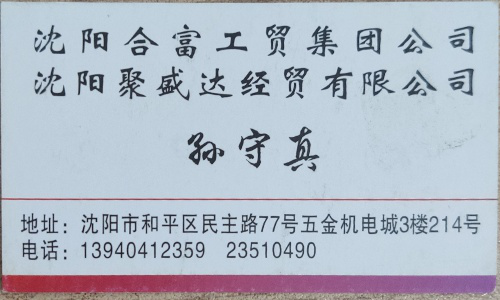 沈阳合富工贸集团公司
沈阳聚盛达经贸有限公司
孙守真
地址：沈阳市和平区民主路77号五金机电城3楼214号
电话：13940412359 23510490